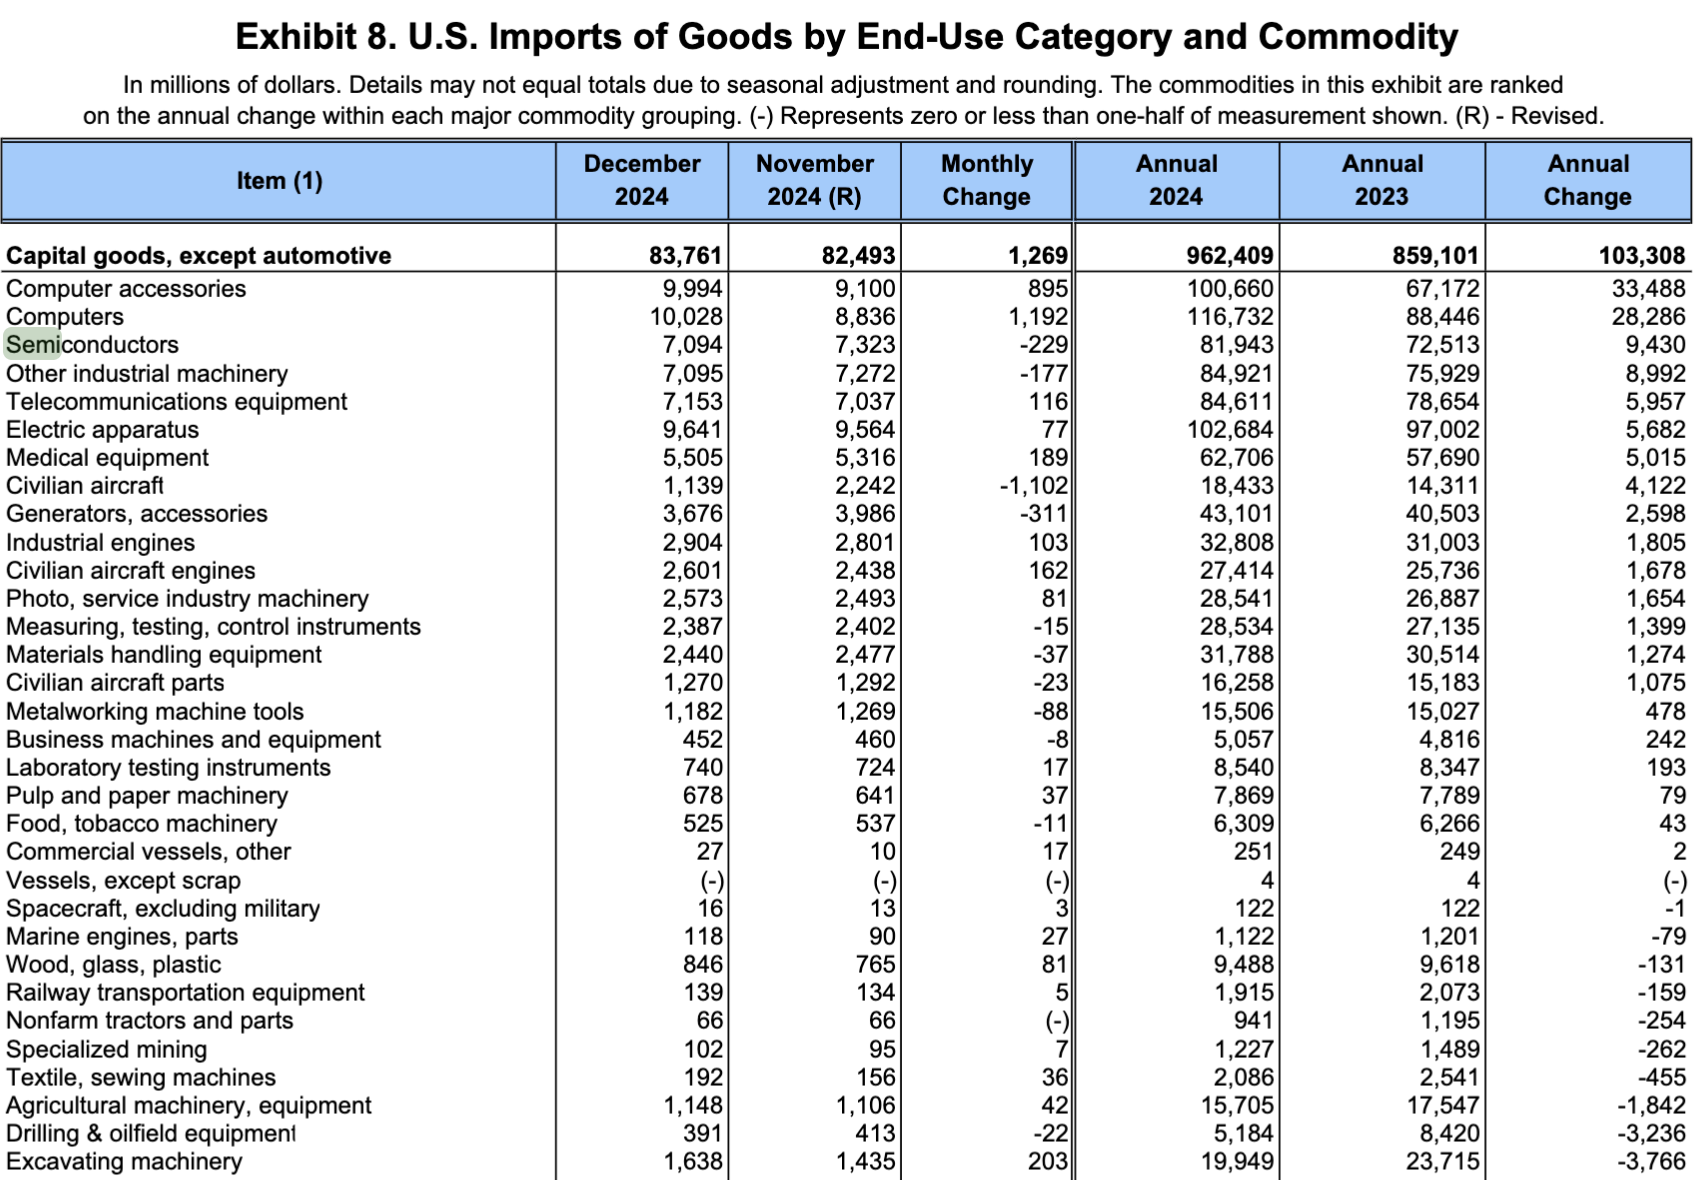 Exhibit 8. U.S. Imports of Goods by End-Use Category and Commodity
In millions of dollars. Details may not equal totals due to seasonal adjustment and rounding. The commodities in this exhibit are ranked
on the annual change within each major commodity grouping. (-) Represents zero or less than one-half of measurement shown. (R) - Revised.
Item (1) December 2024 November 2024 (R) Monthly Change Annual 2024 Annual 2023 Annual Change
Capital goods, except automotive 83,761 82,493 1,269 962,409 859,101 103,308
Computer accessories 9,994 9,100 895 100,660 67,172 33,488
Computers 10,028 8,836 1,192 116,732 88,446 28,286
Semiconductors 7,094 7,323 -229 81,943 72,513 9,430
Other industrial machinery 7,095 7,272 -177 84,921 75,929 8,992
Telecommunications equipment 7,153 7,037 116 84,611 78,654 5,957
Electric apparatus 9,641 9,564 77 102,684 97,002 5,682
Medical equipment 5,505 5,316 189 62,706 57,690 5,015
Civilian aircraft 1,139 2,242 -1,102 18,433 14,311 4,122
Generators, accessories 3,676 3,986 -311 43,101 40,503 2,598
Industrial engines 2,904 2,801 103 32,808 31,003 1,805
Civilian aircraft engines 2,601 2,438 162 27,414 25,736 1,678
Photo, service industry machinery 2,573 2,493 81 28,541 26,887 1,654
Measuring, testing, control instruments 2,387 2,402 -15 28,534 27,135 1,399
Materials handling equipment 2,440 2,477 -37 31,788 30,514 1,274
Civilian aircraft parts 1,270 1,292 -23 16,258 15,183 1,075
Metalworking machine tools 1,182 1,269 -88 15,506 15,027 478
Business machines and equipment 452 460 -8 5,057 4,816 242
Laboratory testing instruments 740 724 17 8,540 8,347 193
Pulp and paper machinery 678 641 37 7,869 7,789 79
Food, tobacco machinery 525 537 -11 6,309 6,266 43
Commercial vessels, other 27 10 17 251 249 2
Vessels, except scrap (-) (-) (-) 4 4 (-)
Spacecraft, excluding military 16 13 3 122 122 -1
Marine engines, parts 118 90 27 1,122 1,201 -79
Wood, glass, plastic 846 765 81 9,488 9,618 -131
Railway transportation equipment 139 134 5 1,915 2,073 -159
Nonfarm tractors and parts 66 66 (-) 941 1,195 -254
Specialized mining 102 95 7 1,227 1,489 -262
Textile, sewing machines 192 156 36 2,086 2,541 -455
Agricultural machinery, equipment 1,148 1,106 42 15,705 17,547 -1,842
Drilling & oilfield equipment 391 413 -22 5,184 8,420 -3,236
Excavating machinery 1,638 1,435 203 19,949 23,715 -3,766